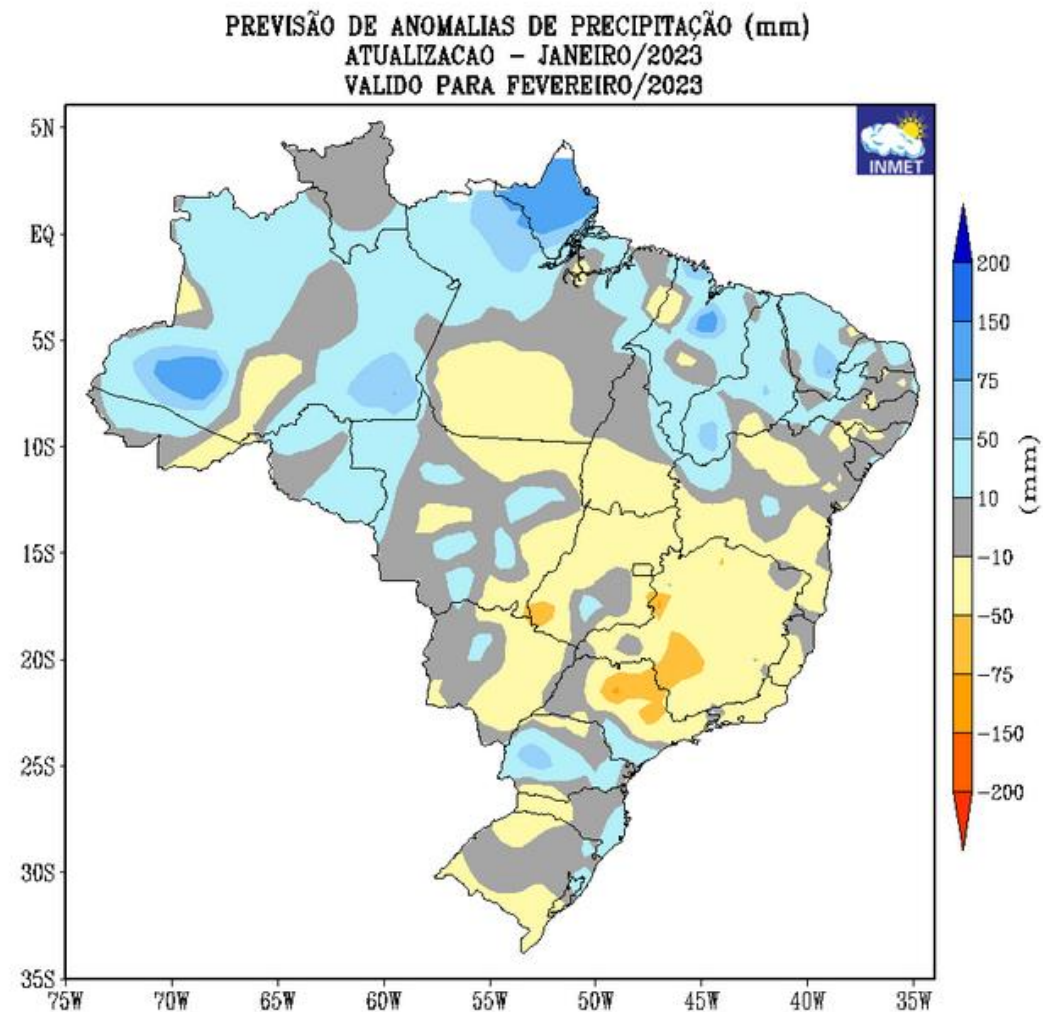 PREVISÃO DE ANOMALIAS DE PRECIPITAÇÃO (mm)
ATUALIZACAO - JANEIRO/2023
VALIDO PARA FEVEREIRO/2023
INMET
5N
EQ
5S
10S
15S
20S
25S
30S
35S
75W 70W 65W 60W 55W 50W 45W 40W 35W
200
150
75
50
10
-10
-50
-75
-150
-200
(mm)